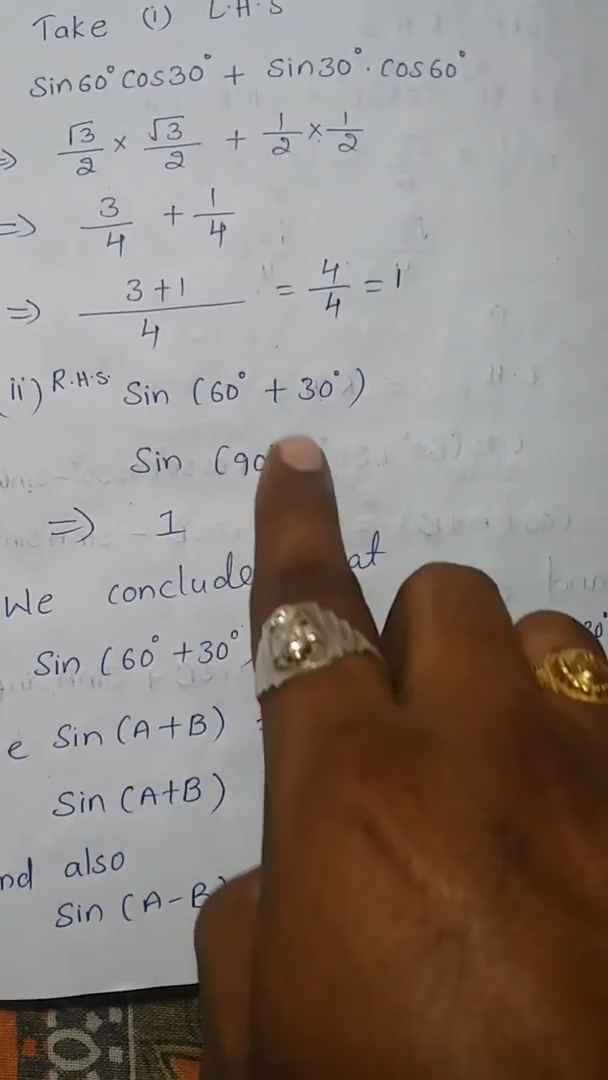 Take (i) L.H.S
Sin60° Cos30° + Sin30°. Cos60°
=> √3/2 × √3/2 + 1/2 × 1/2
=> 3/4 + 1/4
=> 3+1/4 = 4/4 = 1
ii) R.H.S. Sin (60° + 30°)
Sin (90
=> 1
We conclude at
Sin (60° + 30°
e Sin (A+B)
Sin (A+B)
nd also
Sin (A-B)